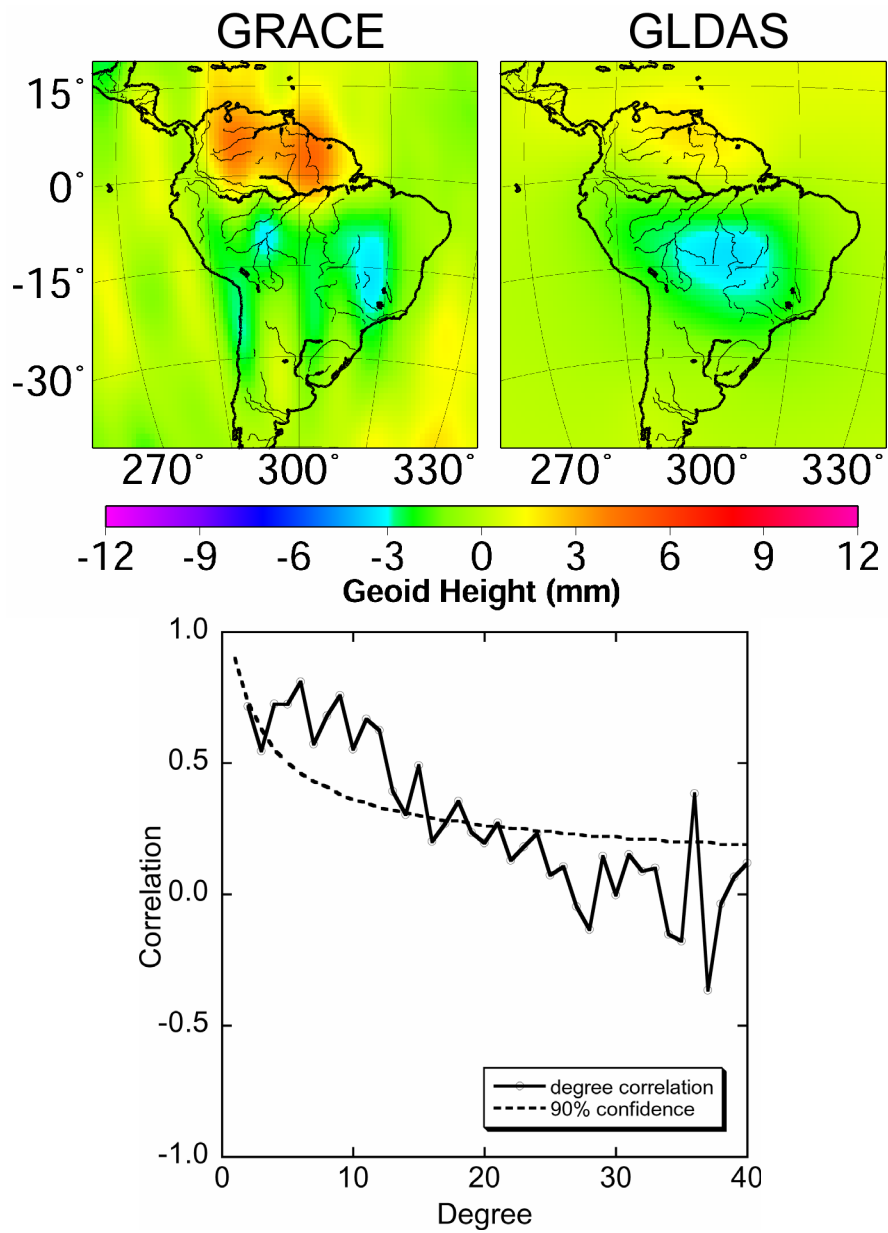 GRACE GLDAS
15°
0°
-15°
-30°
270° 300° 330° 270° 300° 330°
-12 -9 -6 -3 0 3 6 9 12
Geoid Height (mm)
1.0
0.5
0.0
-0.5
-1.0
Correlation
degree correlation
90% confidence
0 10 20 30 40
Degree